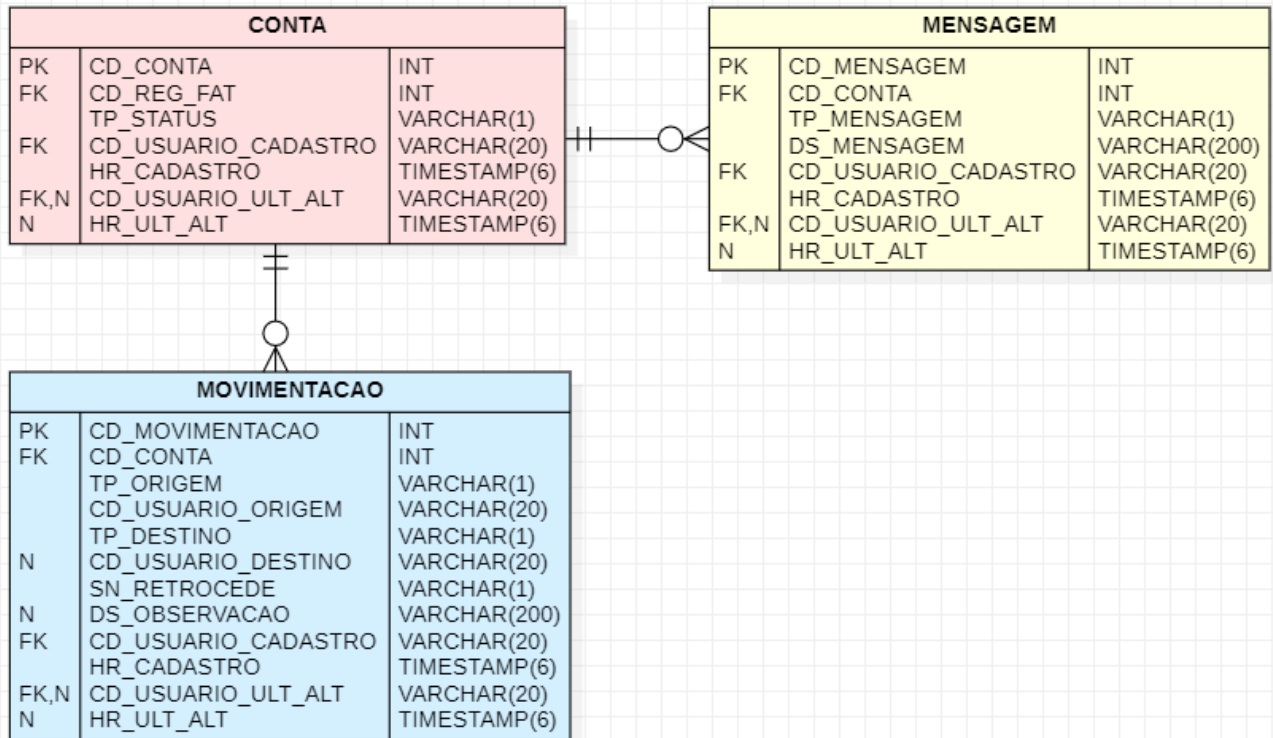 CONTA
PK CD_CONTA INT
FK CD_REG_FAT INT
TP_STATUS VARCHAR(1)
FK CD_USUARIO_CADASTRO VARCHAR(20)
HR_CADASTRO TIMESTAMP(6)
FK,N CD_USUARIO_ULT_ALT VARCHAR(20)
N HR_ULT_ALT TIMESTAMP(6)
MENSAGEM
PK CD_MENSAGEM INT
FK CD_CONTA INT
TP_MENSAGEM VARCHAR(1)
DS_MENSAGEM VARCHAR(200)
FK CD_USUARIO_CADASTRO VARCHAR(20)
HR_CADASTRO TIMESTAMP(6)
FK,N CD_USUARIO_ULT_ALT VARCHAR(20)
N HR_ULT_ALT TIMESTAMP(6)
MOVIMENTACAO
PK CD_MOVIMENTACAO INT
FK CD_CONTA INT
TP_ORIGEM VARCHAR(1)
CD_USUARIO_ORIGEM VARCHAR(20)
TP_DESTINO VARCHAR(1)
N CD_USUARIO_DESTINO VARCHAR(20)
SN_RETROCEDE VARCHAR(1)
N DS_OBSERVACAO VARCHAR(200)
FK CD_USUARIO_CADASTRO VARCHAR(20)
HR_CADASTRO TIMESTAMP(6)
FK,N CD_USUARIO_ULT_ALT VARCHAR(20)
N HR_ULT_ALT TIMESTAMP(6)